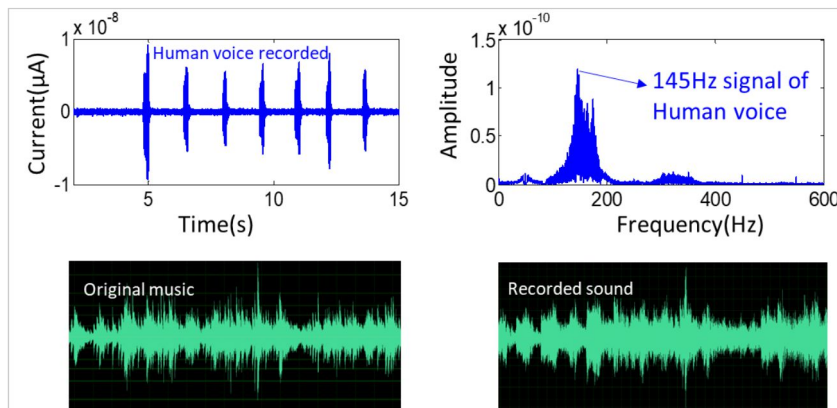 1 x 10⁻⁸
Human voice recorded
Current(μA)
0
-1
5
10
15
Time(s)
1.5 x 10⁻¹⁰
145Hz signal of
Human voice
Amplitude
1
0.5
0
0
200
400
600
Frequency(Hz)
Original music
Recorded sound